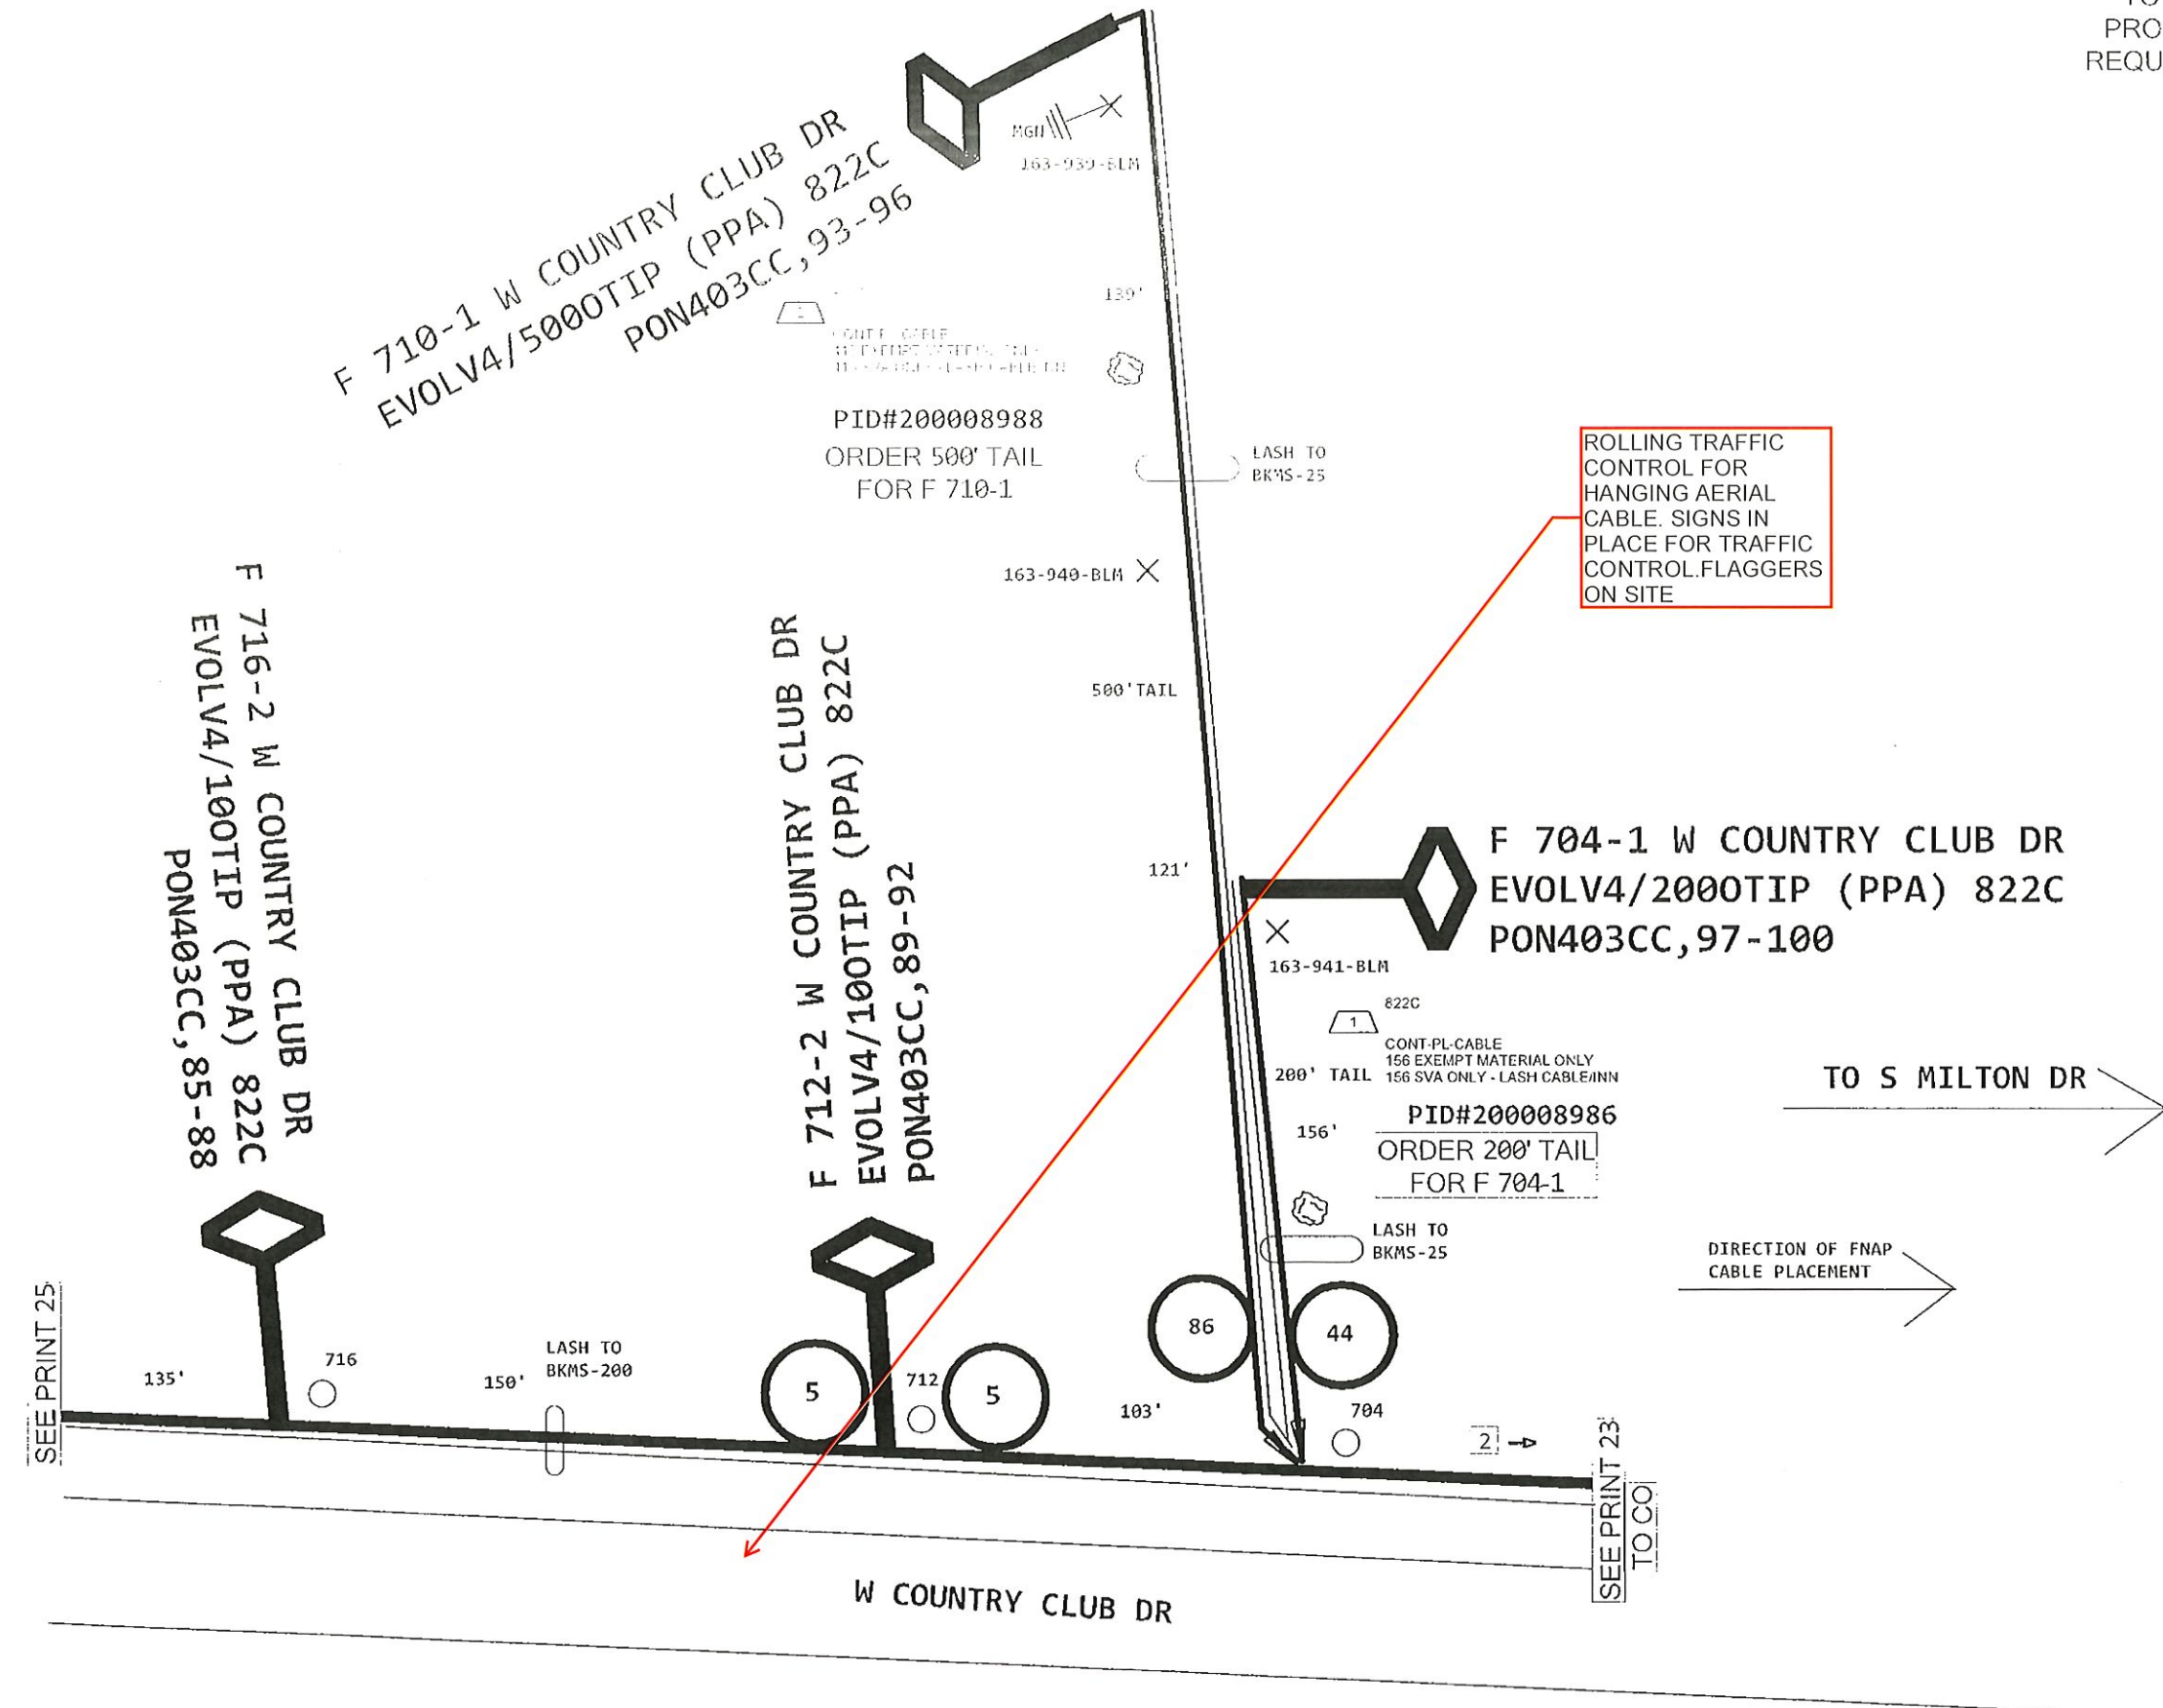 PRO
REQU
MGN
163-939-BLM
F 710-1 W COUNTRY CLUB DR
EVOLV4/500OTIP (PPA) 822C
PON403CC,93-96
139'
PID#200008988
ORDER 500' TAIL
FOR F 710-1
LASH TO
BKMS-25
ROLLING TRAFFIC
CONTROL FOR
HANGING AERIAL
CABLE. SIGNS IN
PLACE FOR TRAFFIC
CONTROL.FLAGGERS
ON SITE
163-940-BLM
500'TAIL
F 716-2 W COUNTRY CLUB DR
EVOLV4/100TIP (PPA) 822C
PON403CC,85-88
F 712-2 W COUNTRY CLUB DR
EVOLV4/100TIP (PPA) 822C
PON403CC,89-92
121'
F 704-1 W COUNTRY CLUB DR
EVOLV4/200OTIP (PPA) 822C
PON403CC,97-100
163-941-BLM
822C
1
CONT-PL-CABLE
156 EXEMPT MATERIAL ONLY
156 SVA ONLY - LASH CABLE/INN
200' TAIL
PID#200008986
156'
ORDER 200' TAIL
FOR F 704-1
TO S MILTON DR
LASH TO
BKMS-25
DIRECTION OF FNAP
CABLE PLACEMENT
SEE PRINT 25
135'
716
150'
LASH TO
BKMS-200
5
712
5
86
44
103'
704
2
SEE PRINT 23
TO CO
W COUNTRY CLUB DR